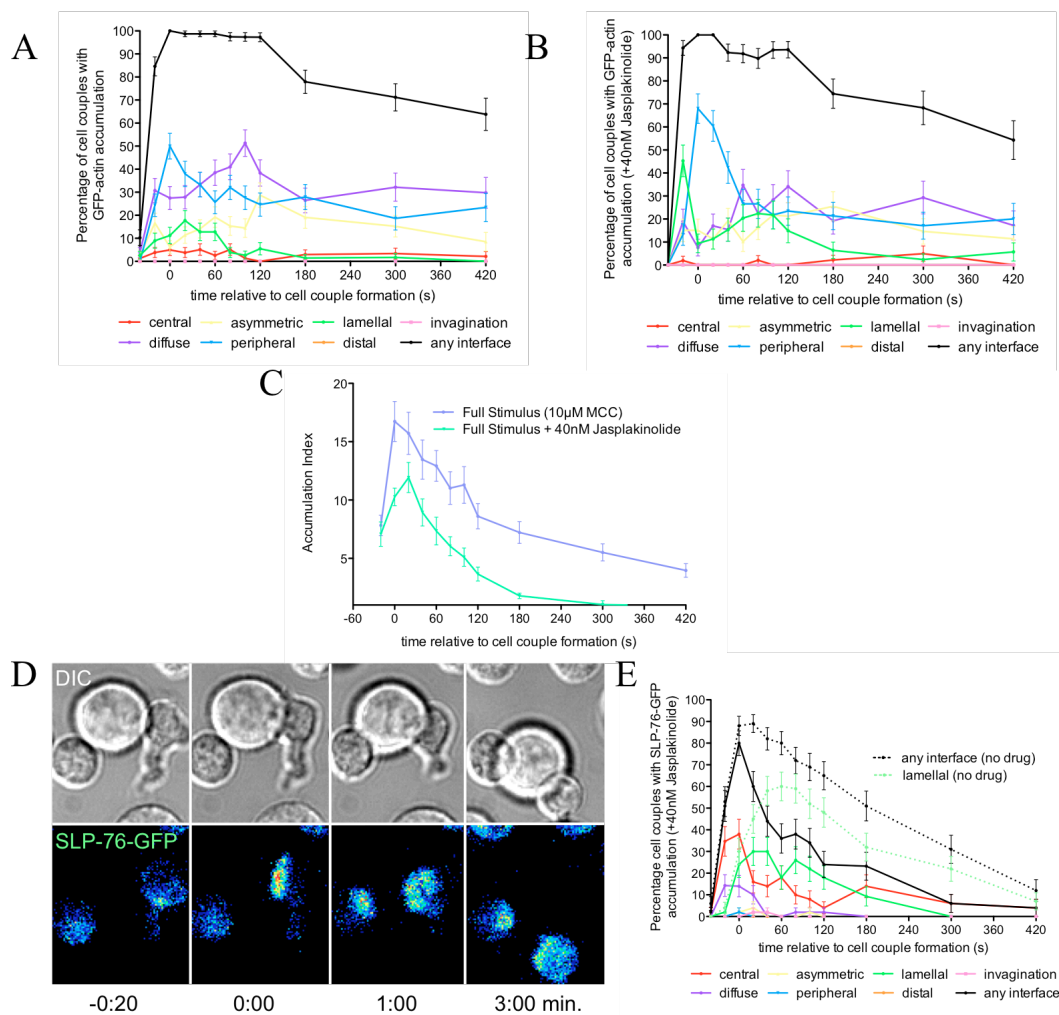 A
Percentage of cell couples with
GFP-actin accumulation
100
90
80
70
60
50
40
30
20
10
0
0 60 120 180 240 300 360 420
time relative to cell couple formation (s)
central asymmetric lamellal invagination
diffuse peripheral distal any interface
B
Percentage of cell couples with GFP-actin
accumulation (+40nM Jasplakinolide)
100
90
80
70
60
50
40
30
20
10
0
0 60 120 180 240 300 360 420
time relative to cell couple formation (s)
central asymmetric lamellal invagination
diffuse peripheral distal any interface
C
Accumulation Index
20
15
10
5
Full Stimulus (10µM MCC)
Full Stimulus + 40nM Jasplakinolide
-60 0 60 120 180 240 300 360 420
time relative to cell couple formation (s)
D
DIC
SLP-76-GFP
-0:20 0:00 1:00 3:00 min.
E
Percentage cell couples with SLP-76-GFP
accumulation (+40nM Jasplakinolide)
100
90
80
70
60
50
40
30
20
10
0
any interface (no drug)
lamellal (no drug)
0 60 120 180 240 300 360 420
time relative to cell couple formation (s)
central asymmetric lamellal invagination
diffuse peripheral distal any interface